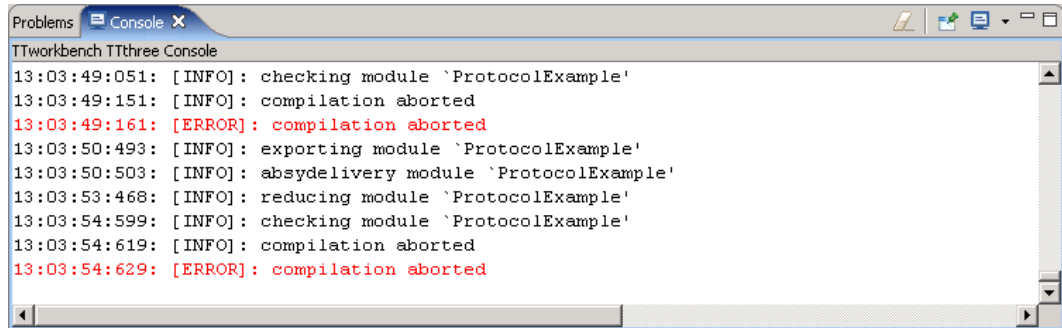 Problems Console
TTworkbench TTthree Console
13:03:49:051: [INFO]: checking module `ProtocolExample'
13:03:49:151: [INFO]: compilation aborted
13:03:49:161: [ERROR]: compilation aborted
13:03:50:493: [INFO]: exporting module `ProtocolExample'
13:03:50:503: [INFO]: absydelivery module `ProtocolExample'
13:03:53:468: [INFO]: reducing module `ProtocolExample'
13:03:54:599: [INFO]: checking module `ProtocolExample'
13:03:54:619: [INFO]: compilation aborted
13:03:54:629: [ERROR]: compilation aborted